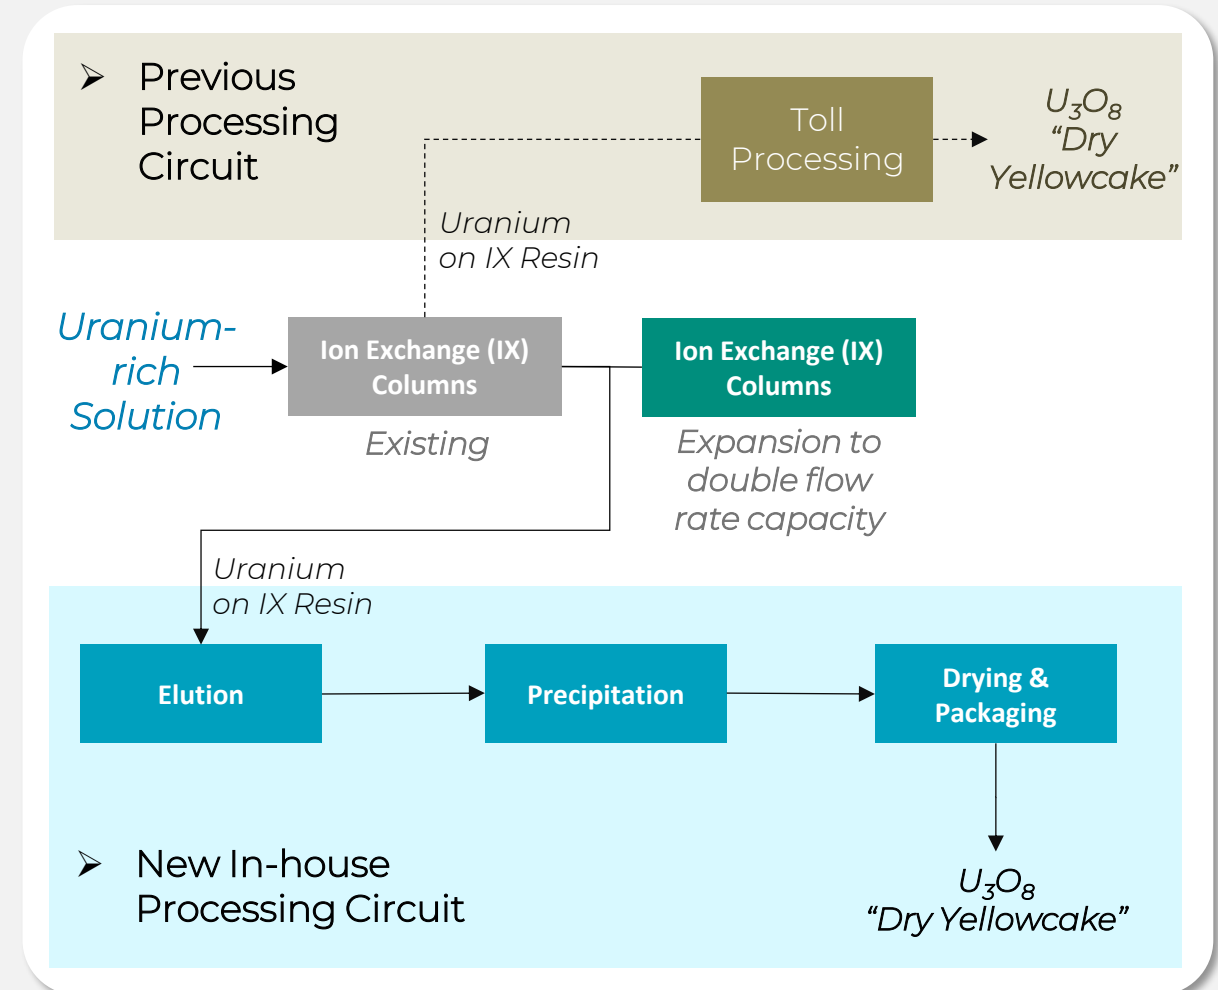 ➢ Previous
Processing
Circuit
Toll
Processing
U₃O₈
“Dry
Yellowcake”
Uranium
on IX Resin
Uranium-
rich
Solution
Ion Exchange (IX)
Columns
Existing
Ion Exchange (IX)
Columns
Expansion to
double flow
rate capacity
Uranium
on IX Resin
Elution
Precipitation
Drying &
Packaging
➢ New In-house
Processing Circuit
U₃O₈
“Dry Yellowcake”